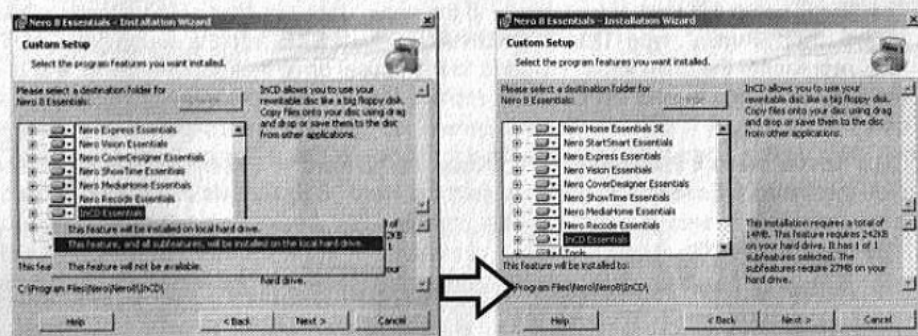 Nero 8 Essentials - Installation Wizard
Custom Setup
Select the program features you want installed.
Please select a destination folder for
Nero 8 Essentials:
Change...
InCD allows you to use your
rewritable disc like a big floppy disk.
Copy files onto your disc using drag
and drop or save them to the disc
from other applications.
Nero Express Essentials
Nero Vision Essentials
Nero CoverDesigner Essentials
Nero ShowTime Essentials
Nero MediaHome Essentials
Nero Recode Essentials
InCD Essentials
This feature will be installed on local hard drive.
This feature, and all subfeatures, will be installed on the local hard drive.
This feature will not be available.
l of
2KB
1
This feat
our
hard drive.
C:\Program Files\Nero\Nero8\InCD\
Help
< Back
Next >
Cancel
Nero 8 Essentials - Installation Wizard
Custom Setup
Select the program features you want installed.
Please select a destination folder for
Nero 8 Essentials:
Change...
InCD allows you to use your
rewritable disc like a big floppy disk.
Copy files onto your disc using drag
and drop or save them to the disc
from other applications.
Nero Home Essentials SE
Nero StartSmart Essentials
Nero Express Essentials
Nero Vision Essentials
Nero CoverDesigner Essentials
Nero ShowTime Essentials
Nero MediaHome Essentials
Nero Recode Essentials
InCD Essentials
Tools
This installation requires a total of
14MB. This feature requires 242KB
on your hard drive. It has 1 of 1
subfeatures selected. The
subfeatures require 27MB on your
hard drive.
This feature will be installed to:
Program Files\Nero\Nero8\InCD\
Help
< Back
Next >
Cancel